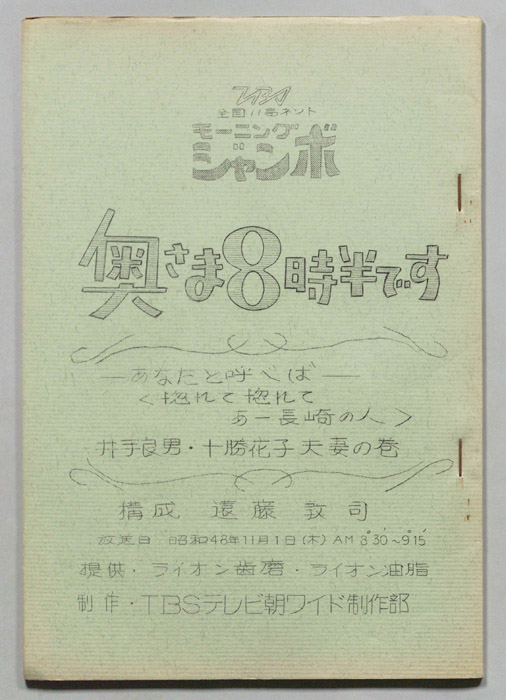 TBS
全国11局ネット
モーニング
ジャンボ
奥さま8時半です
―あなたと呼べば―
<惚れて惚れて
あー長崎の人>
井手良男・十勝花子夫妻の巻
構成 遠藤敦司
放送日 昭和48年11月1日(木)AM 8°30′~9°15′
提供・ライオン歯磨・ライオン油脂
制作・TBSテレビ朝ワイド制作部